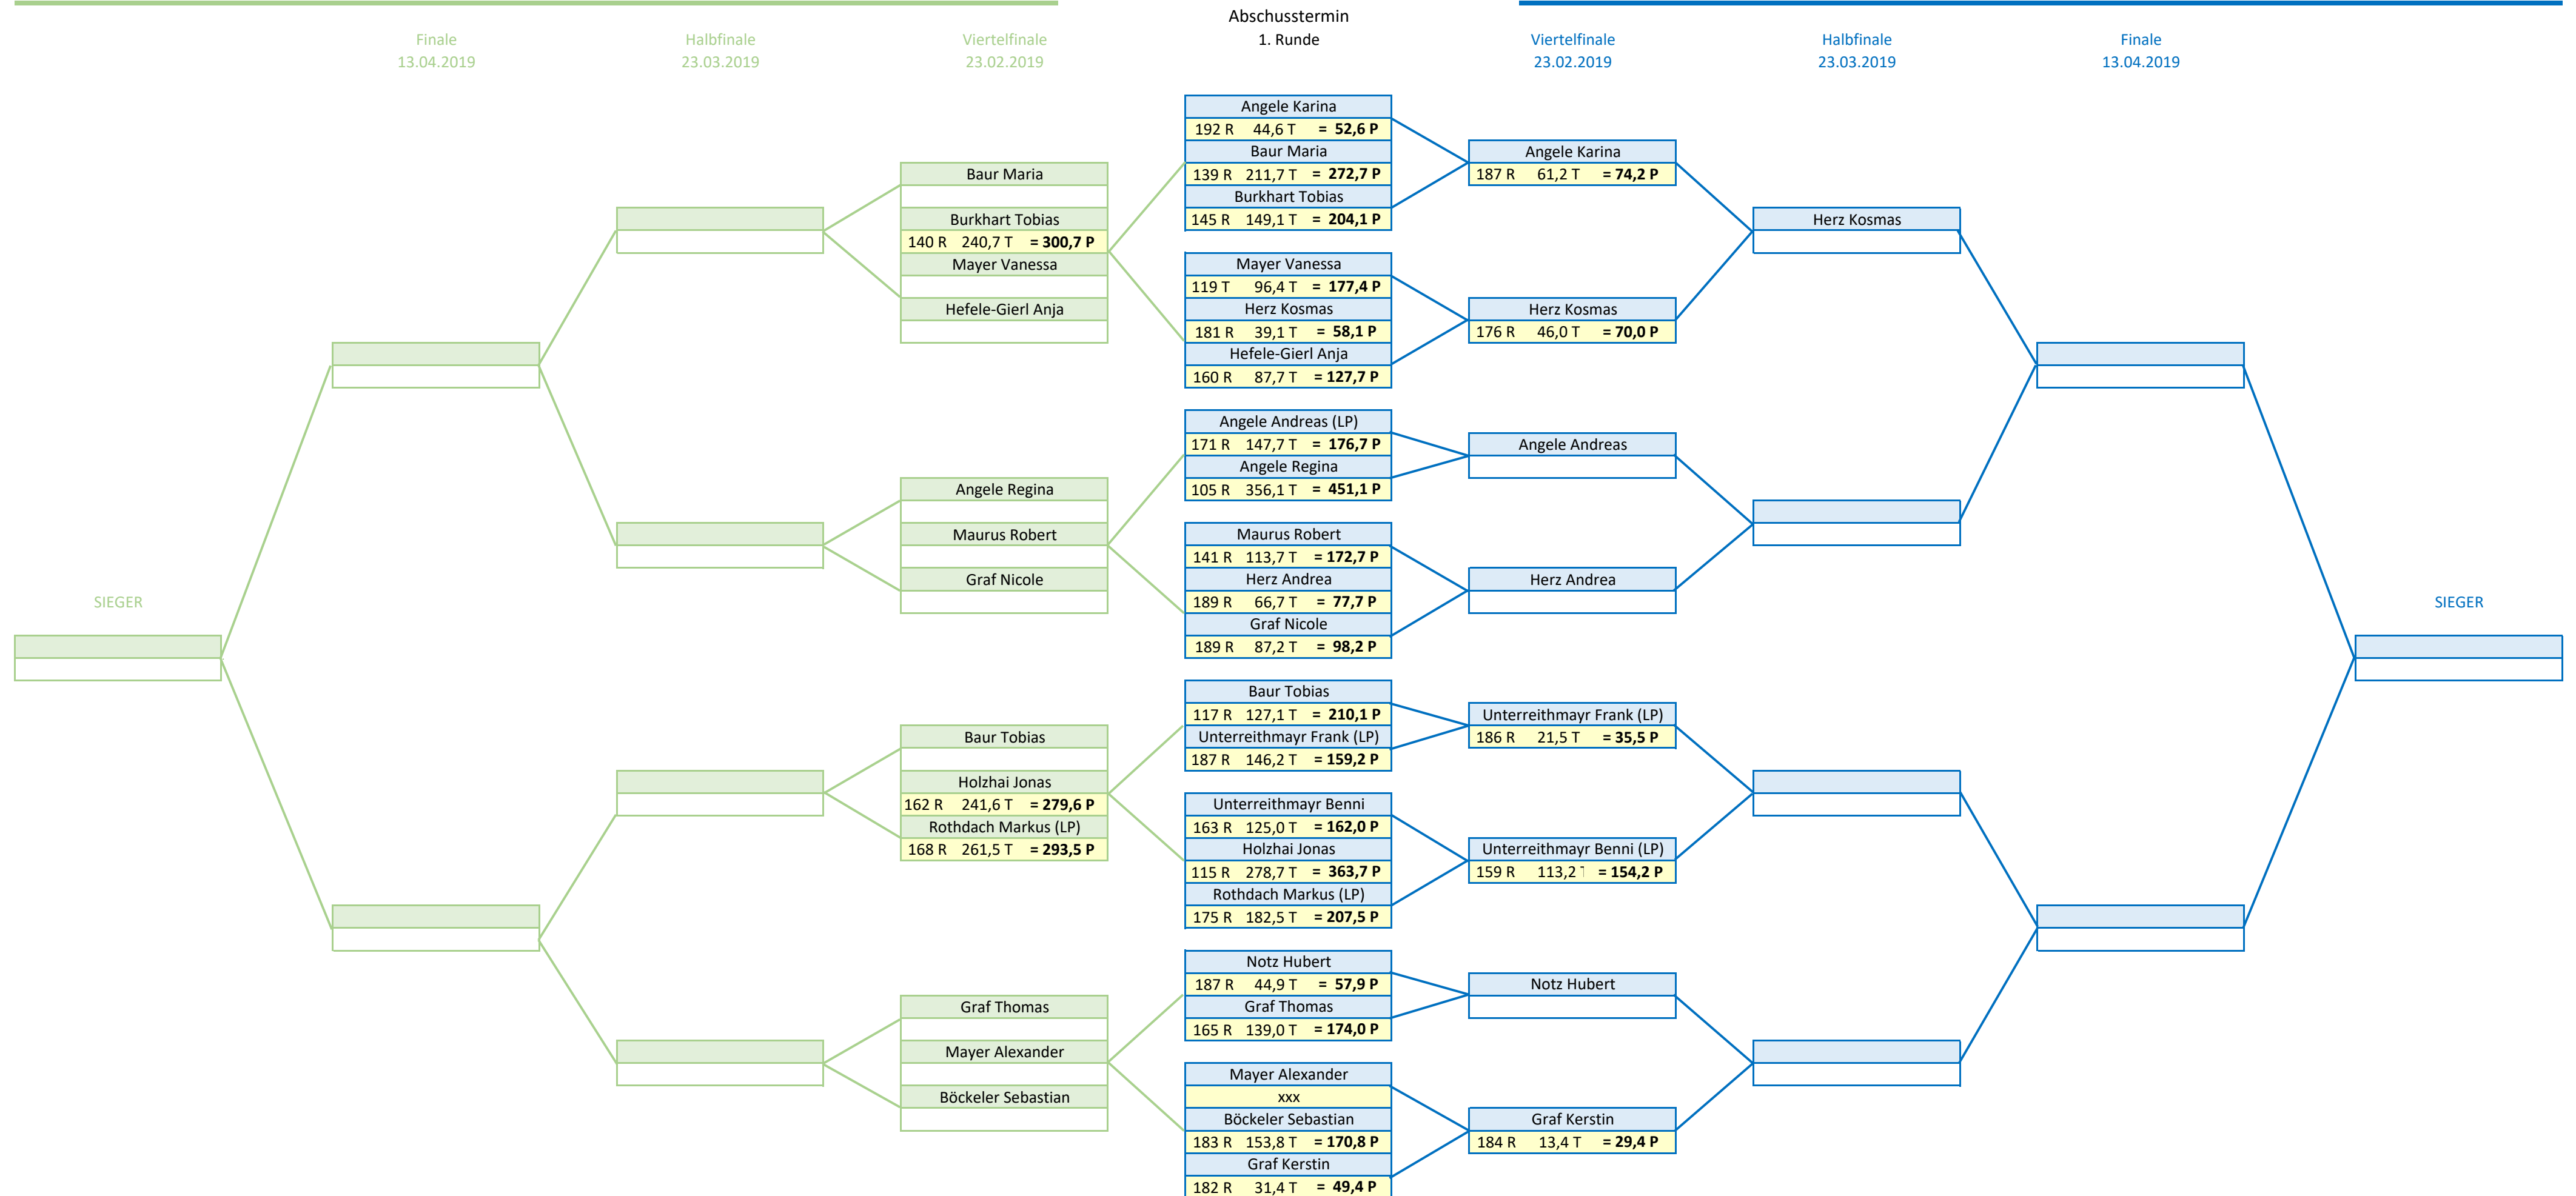 Abschusstermin
Finale Halbfinale Viertelfinale 1. Runde Viertelfinale Halbfinale Finale
13.04.2019 23.03.2019 23.02.2019 23.02.2019 23.03.2019 13.04.2019
Angele Karina
192 R 44,6 T = 52,6 P
Baur Maria
139 R 211,7 T = 272,7 P
Burkhart Tobias
145 R 149,1 T = 204,1 P
Mayer Vanessa
119 T 96,4 T = 177,4 P
Herz Kosmas
181 R 39,1 T = 58,1 P
Hefele-Gierl Anja
160 R 87,7 T = 127,7 P
Angele Andreas (LP)
171 R 147,7 T = 176,7 P
Angele Regina
105 R 356,1 T = 451,1 P
Maurus Robert
141 R 113,7 T = 172,7 P
Herz Andrea
189 R 66,7 T = 77,7 P
Graf Nicole
189 R 87,2 T = 98,2 P
Baur Tobias
117 R 127,1 T = 210,1 P
Unterreithmayr Frank (LP)
187 R 146,2 T = 159,2 P
Unterreithmayr Benni
163 R 125,0 T = 162,0 P
Holzhai Jonas
115 R 278,7 T = 363,7 P
Rothdach Markus (LP)
175 R 182,5 T = 207,5 P
Notz Hubert
187 R 44,9 T = 57,9 P
Graf Thomas
165 R 139,0 T = 174,0 P
Mayer Alexander
xxx
Böckeler Sebastian
183 R 153,8 T = 170,8 P
Graf Kerstin
182 R 31,4 T = 49,4 P
Baur Maria
Burkhart Tobias
140 R 240,7 T = 300,7 P
Mayer Vanessa
Hefele-Gierl Anja
Angele Regina
Maurus Robert
Graf Nicole
Baur Tobias
Holzhai Jonas
162 R 241,6 T = 279,6 P
Rothdach Markus (LP)
168 R 261,5 T = 293,5 P
Graf Thomas
Mayer Alexander
Böckeler Sebastian
SIEGER
Angele Karina
187 R 61,2 T = 74,2 P
Herz Kosmas
176 R 46,0 T = 70,0 P
Angele Andreas
Herz Andrea
Unterreithmayr Frank (LP)
186 R 21,5 T = 35,5 P
Unterreithmayr Benni (LP)
159 R 113,2 T = 154,2 P
Notz Hubert
Graf Kerstin
184 R 13,4 T = 29,4 P
Herz Kosmas
SIEGER